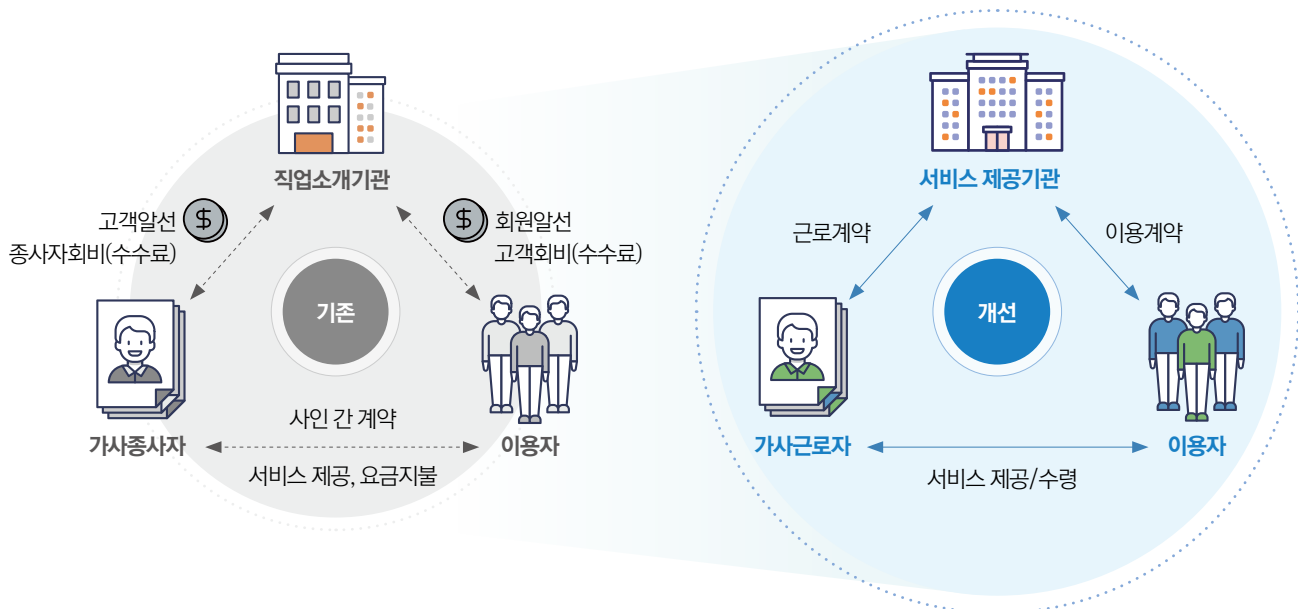 직업소개기관
고객알선
종사자회비(수수료)
회원알선
고객회비(수수료)
기존
사인 간 계약
가사종사자
이용자
서비스 제공, 요금지불
서비스 제공기관
근로계약
이용계약
개선
가사근로자
이용자
서비스 제공/수령